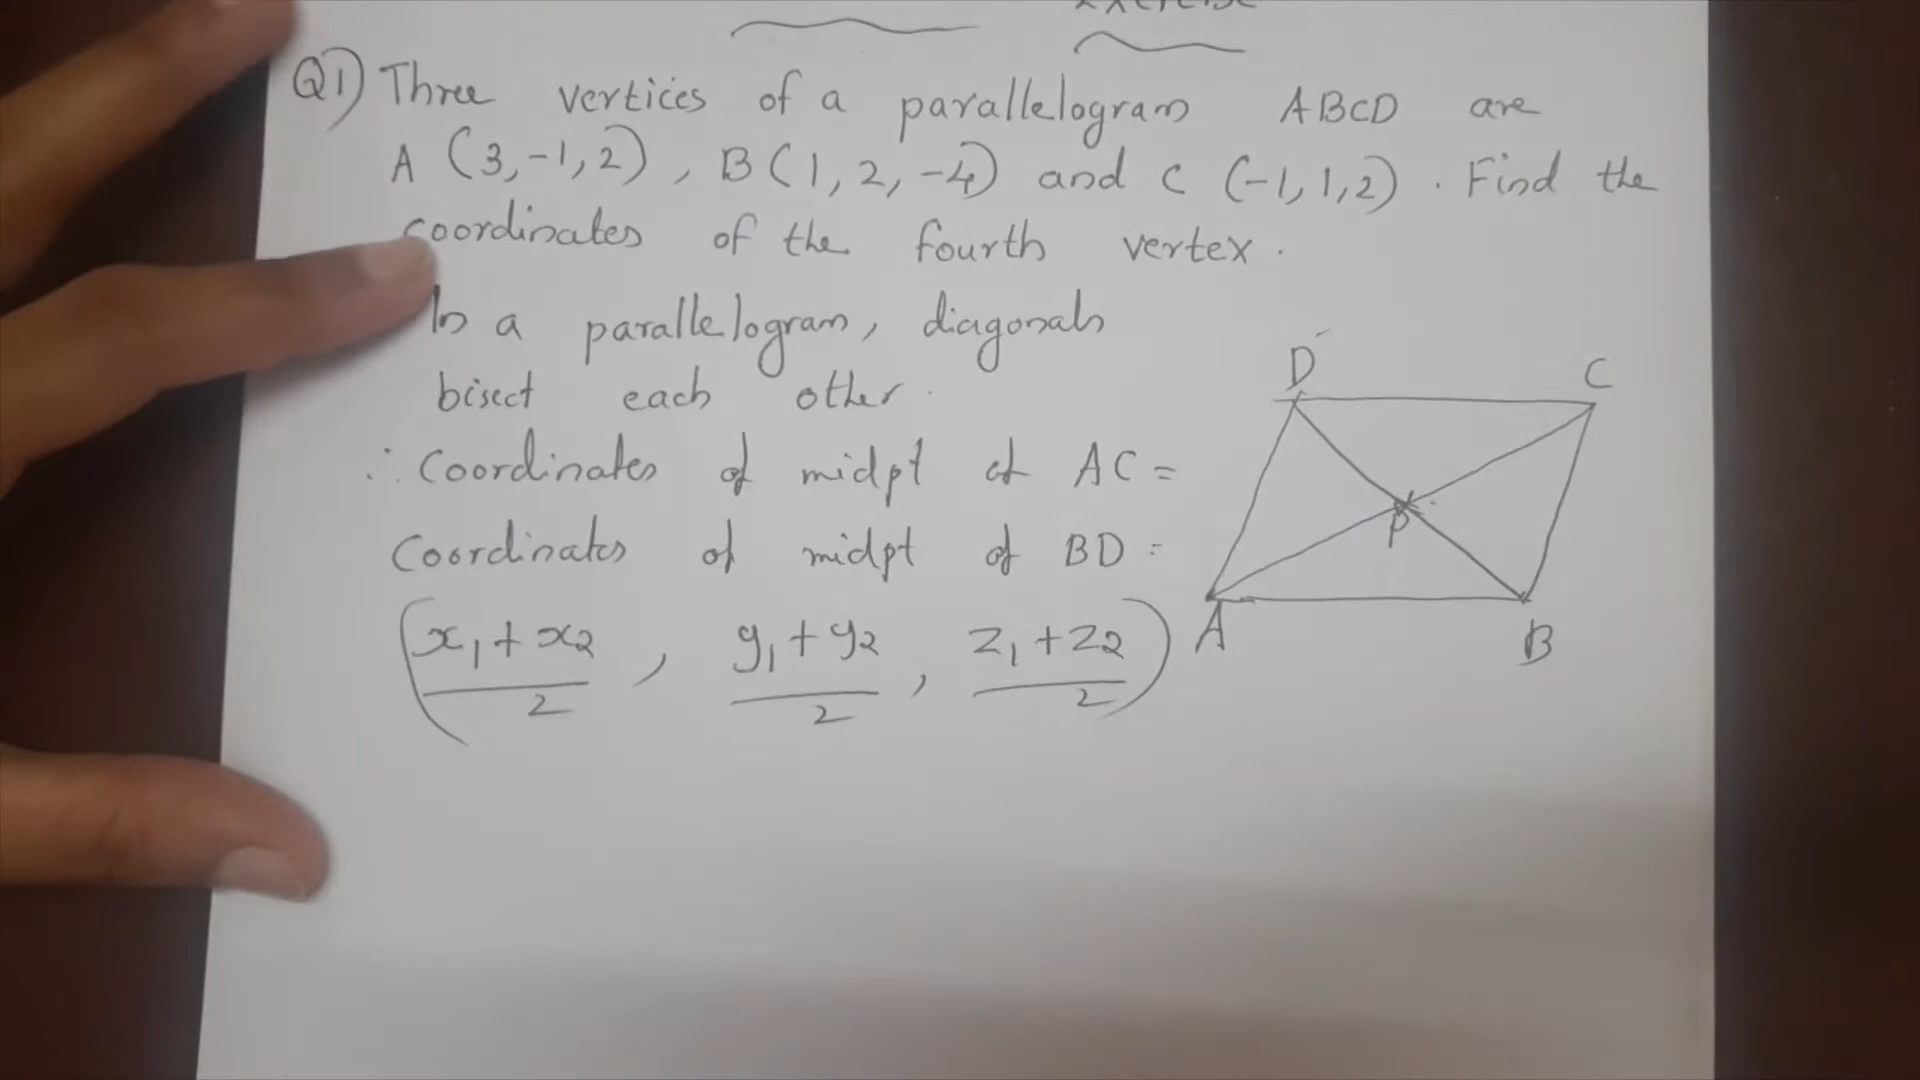 Exercise
Q1) Three vertices of a parallelogram ABCD are
A (3,-1,2), B(1, 2, -4) and C (-1, 1, 2). Find the
coordinates of the fourth vertex.
In a parallelogram, diagonals
bisect each other.
∴ Coordinates of midpt of AC =
Coordinates of midpt of BD =
(x₁ + x₂ / 2, y₁ + y₂ / 2, z₁ + z₂ / 2)
D C
P
A B